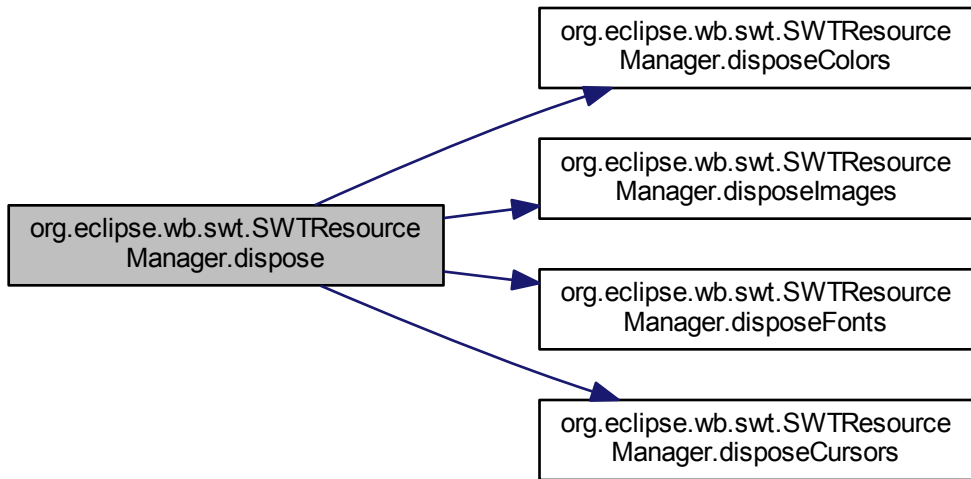 org.eclipse.wb.swt.SWTResource
Manager.disposeColors
org.eclipse.wb.swt.SWTResource
Manager.disposeImages
org.eclipse.wb.swt.SWTResource
Manager.dispose
org.eclipse.wb.swt.SWTResource
Manager.disposeFonts
org.eclipse.wb.swt.SWTResource
Manager.disposeCursors